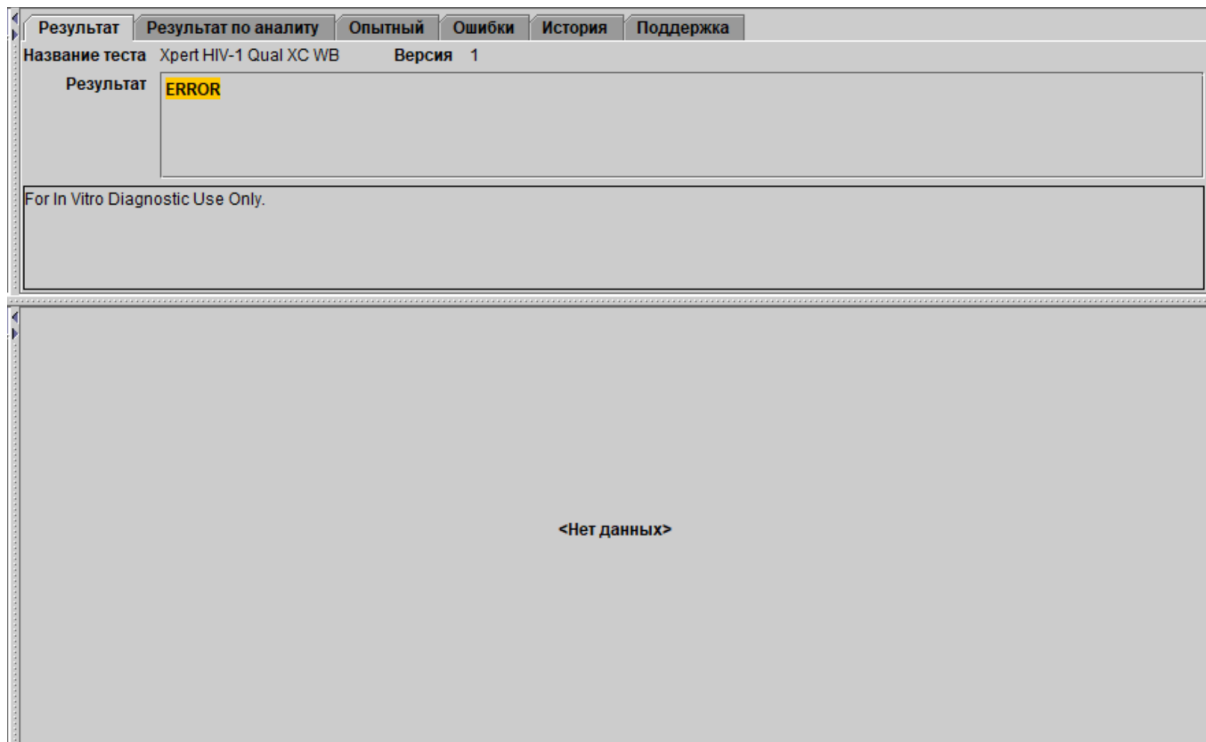 Результат Результат по аналиту Опытный Ошибки История Поддержка
Название теста Xpert HIV-1 Qual XC WB Версия 1
Результат ERROR
For In Vitro Diagnostic Use Only.
<Нет данных>